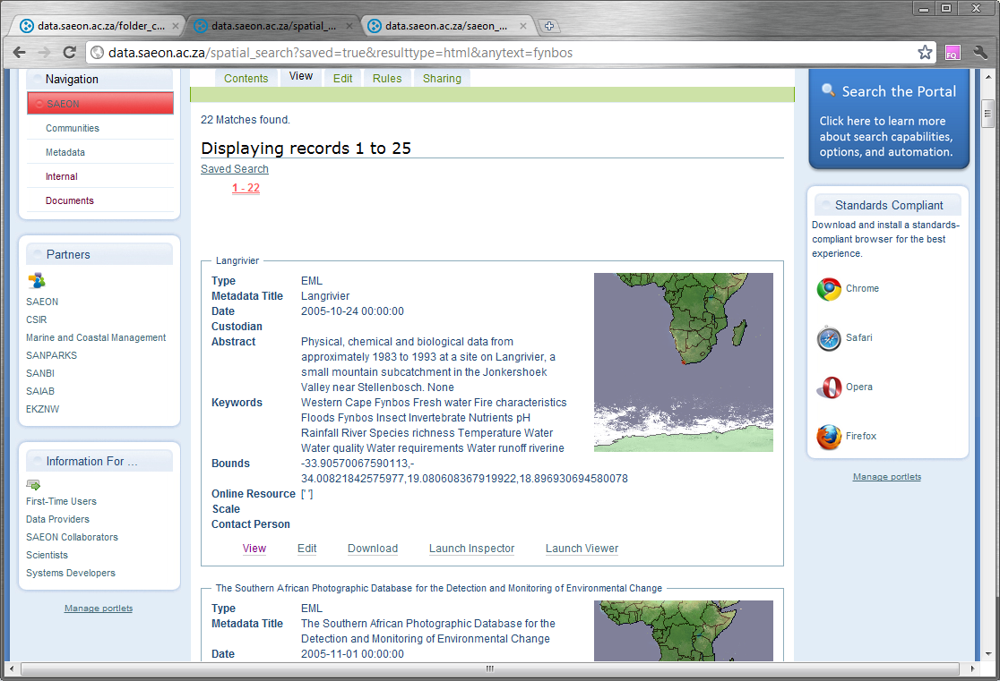 data.saeon.ac.za/folder_c...
data.saeon.ac.za/spatial_...
data.saeon.ac.za/saeon_...
data.saeon.ac.za/spatial_search?saved=true&resulttype=html&anytext=fynbos
FQ
Navigation
SAEON
Communities
Metadata
Internal
Documents
Partners
SAEON
CSIR
Marine and Coastal Management
SANPARKS
SANBI
SAIAB
EKZNW
Information For ...
First-Time Users
Data Providers
SAEON Collaborators
Scientists
Systems Developers
Manage portlets
Contents View Edit Rules Sharing
22 Matches found.
Displaying records 1 to 25
Saved Search
1 - 22
Langrivier
Type EML
Metadata Title Langrivier
Date 2005-10-24 00:00:00
Custodian
Abstract Physical, chemical and biological data from
approximately 1983 to 1993 at a site on Langrivier, a
small mountain subcatchment in the Jonkershoek
Valley near Stellenbosch. None
Keywords Western Cape Fynbos Fresh water Fire characteristics
Floods Fynbos Insect Invertebrate Nutrients pH
Rainfall River Species richness Temperature Water
Water quality Water requirements Water runoff riverine
Bounds -33.90570067590113,-
34.00821842575977,19.080608367919922,18.896930694580078
Online Resource [' ']
Scale
Contact Person
View Edit Download Launch Inspector Launch Viewer
The Southern African Photographic Database for the Detection and Monitoring of Environmental Change
Type EML
Metadata Title The Southern African Photographic Database for the
Detection and Monitoring of Environmental Change
Date 2005-11-01 00:00:00
Search the Portal
Click here to learn more
about search capabilities,
options, and automation.
Standards Compliant
Download and install a standards-
compliant browser for the best
experience.
Chrome
Safari
Opera
Firefox
Manage portlets